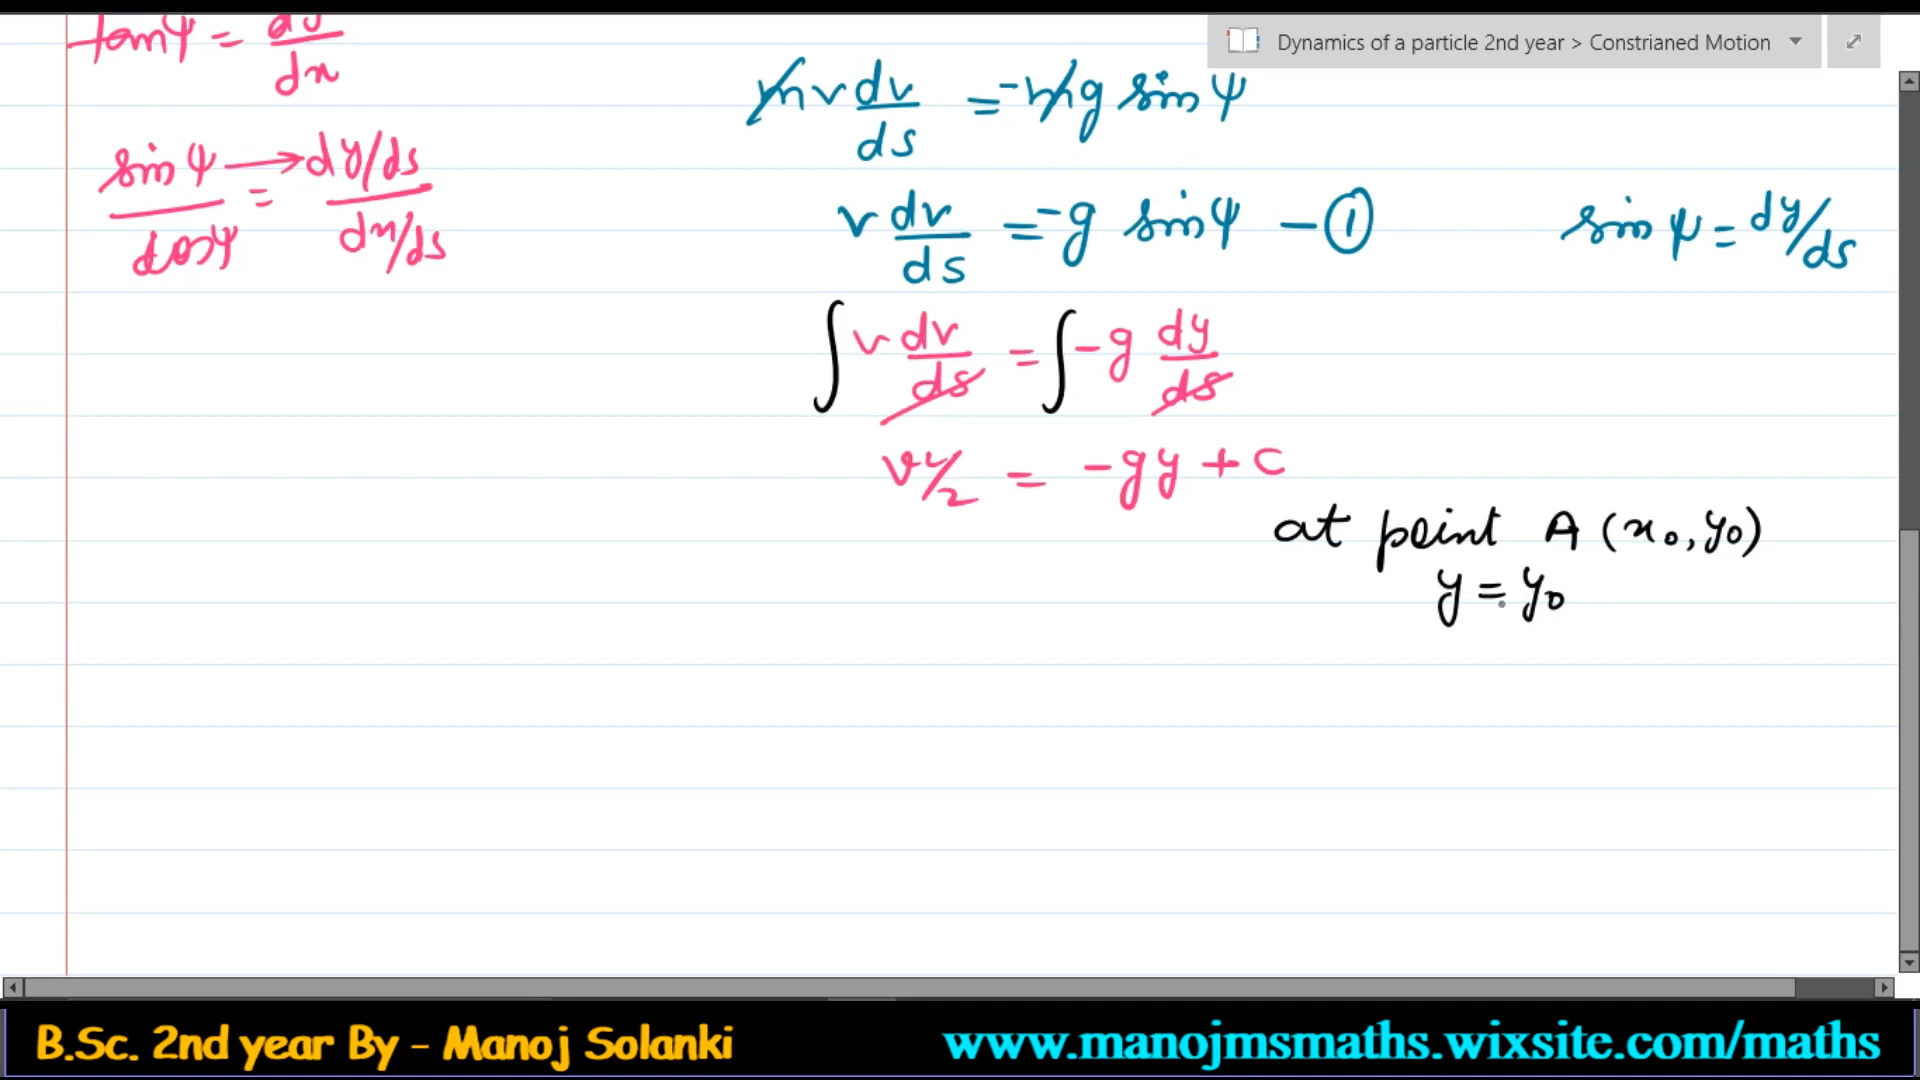 tanψ = dy/dx
sinψ/cosψ = dy/ds / dx/ds
Dynamics of a particle 2nd year > Constrianed Motion
mv dv/ds = -mg sinψ
v dv/ds = -g sinψ - ①
sinψ = dy/ds
∫ v dv/ds = ∫ -g dy/ds
v²/2 = -gy + c
at point A (x₀, y₀)
y = y₀
B.Sc. 2nd year By - Manoj Solanki
www.manojmsmaths.wixsite.com/maths